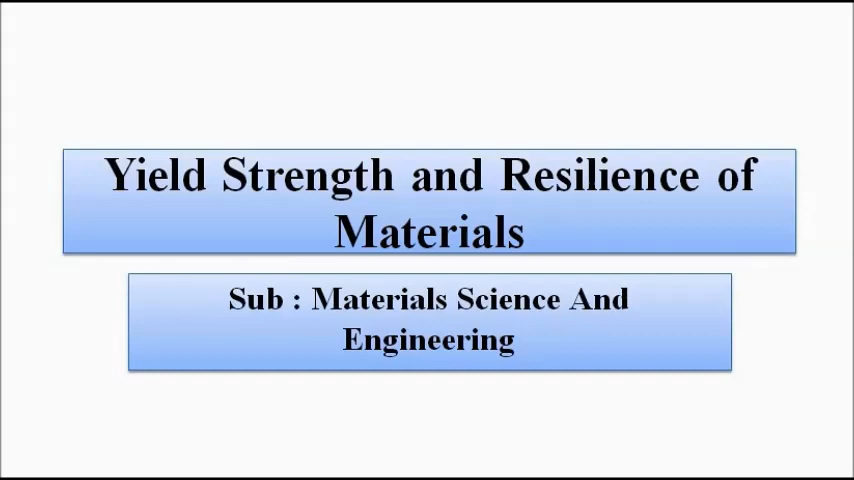 Yield Strength and Resilience of
Materials
Sub : Materials Science And
Engineering